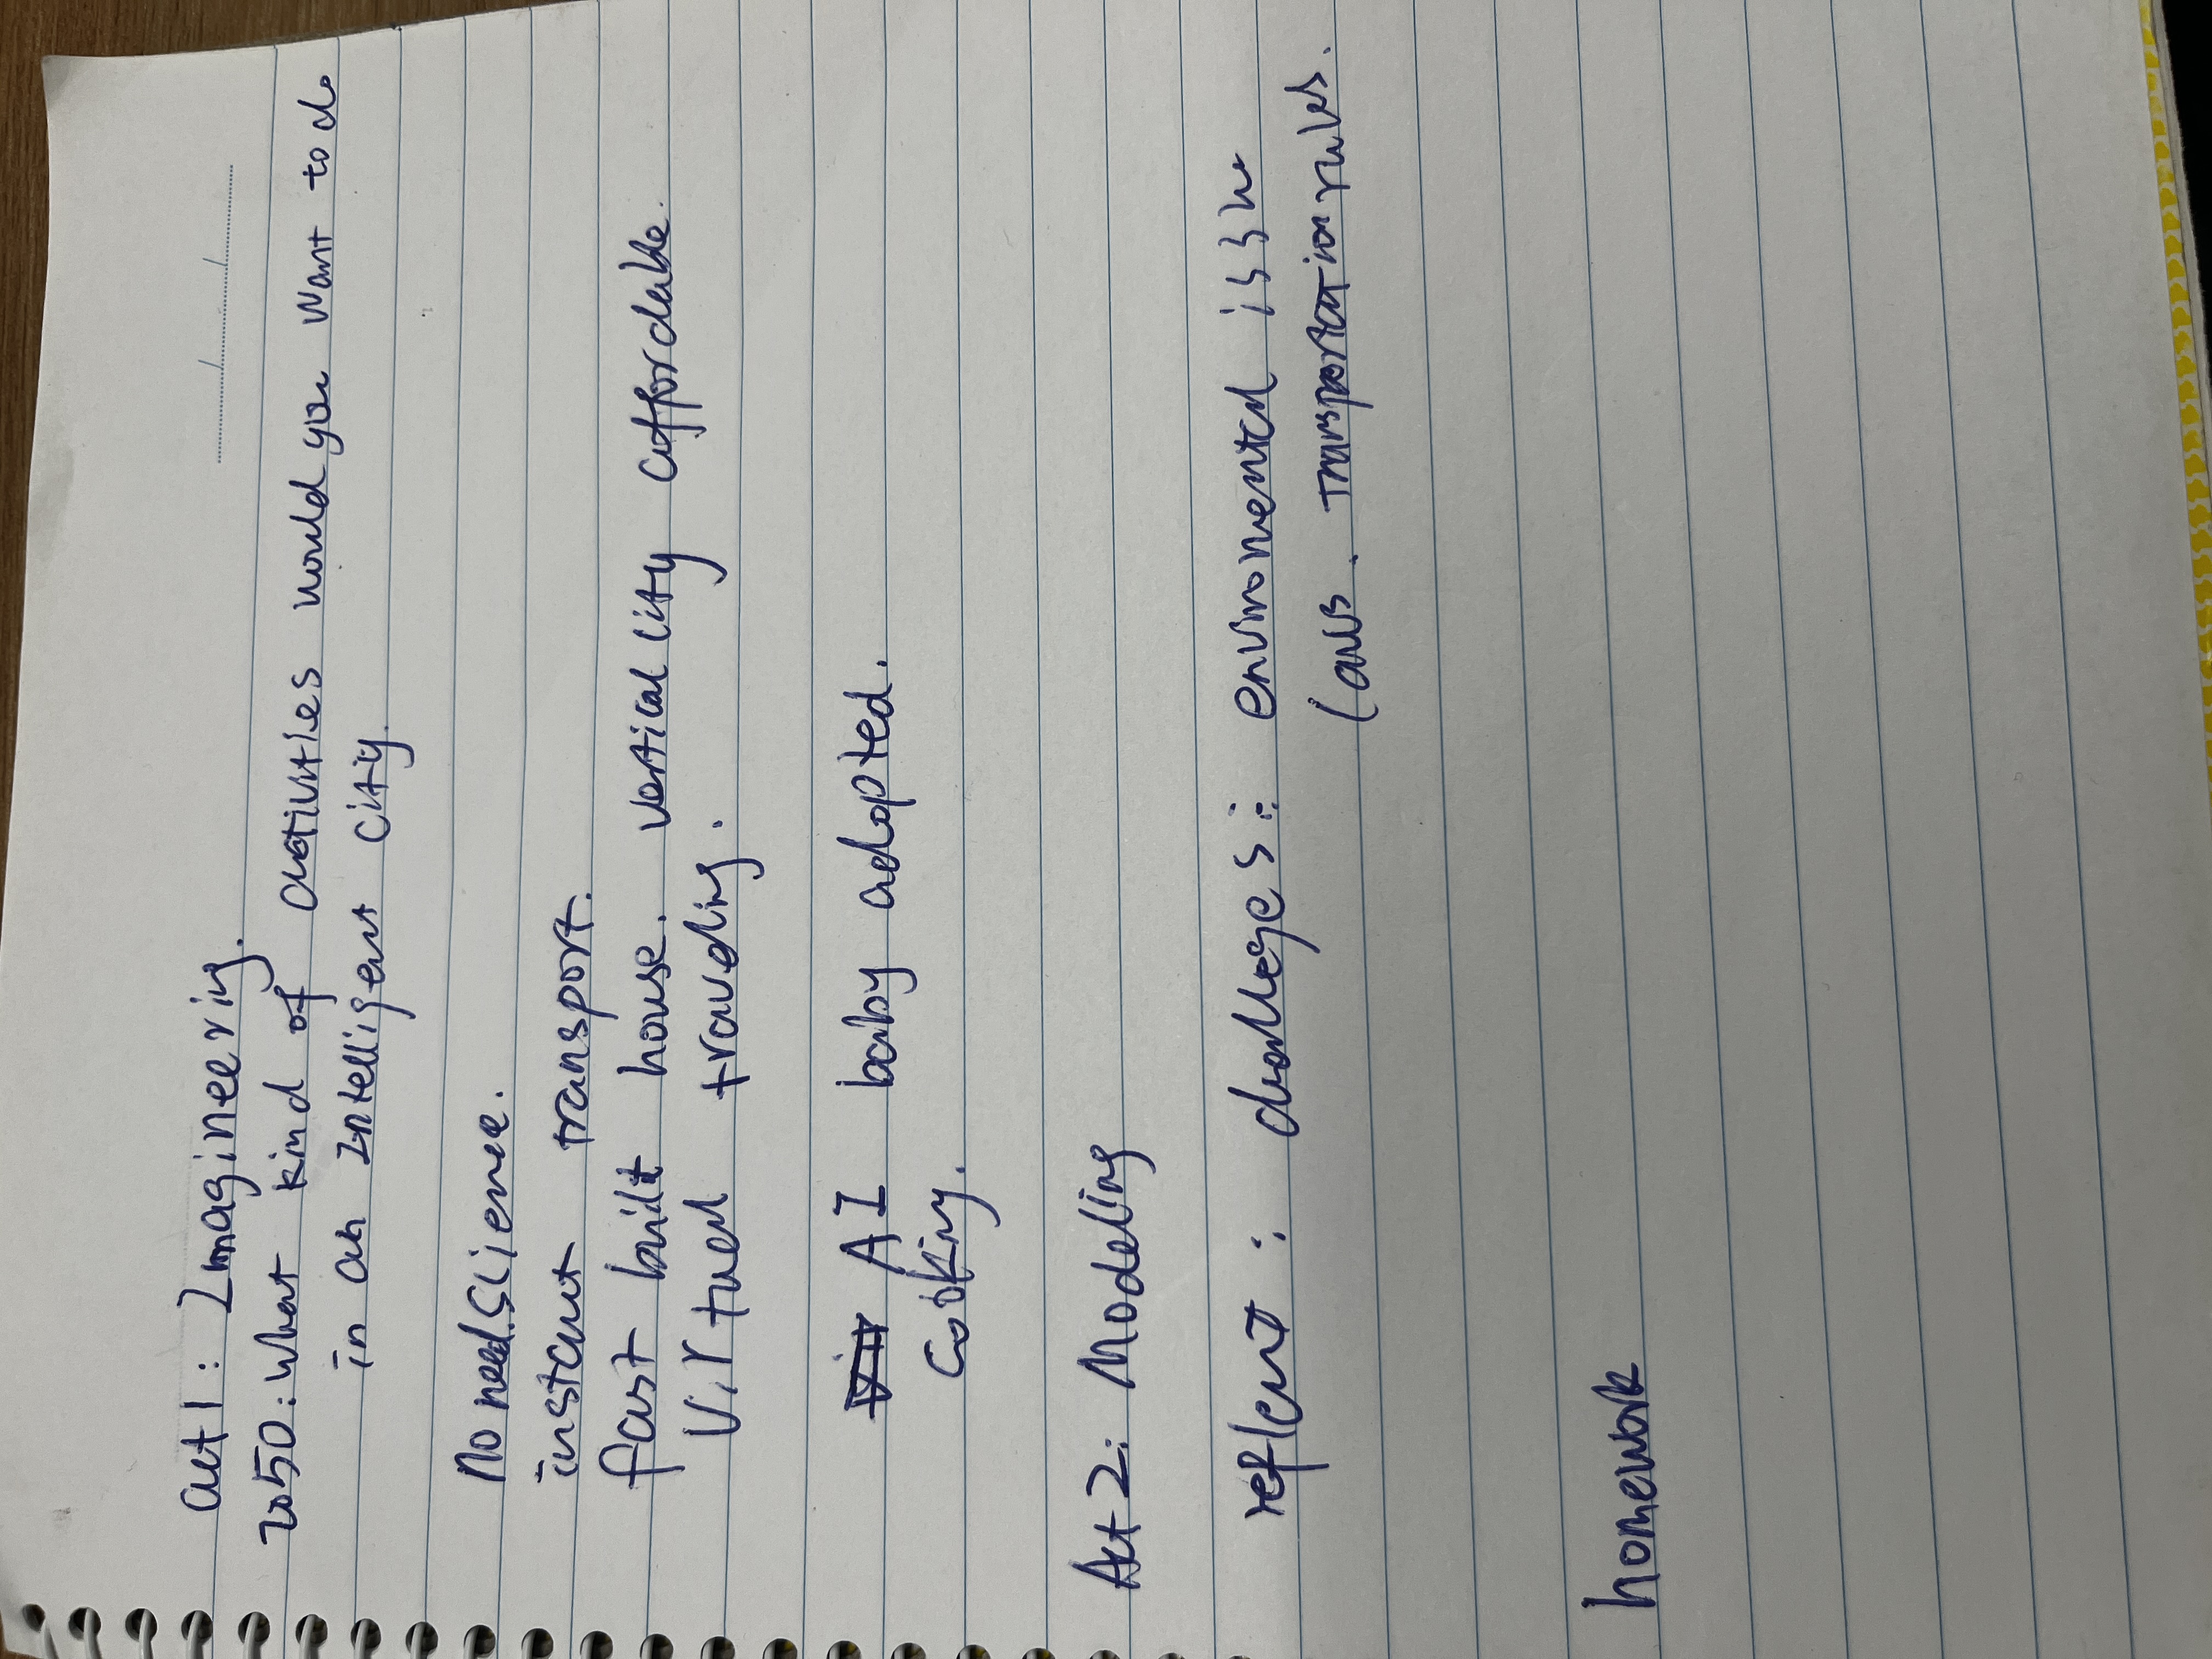 act 1: Imagineering.
2050: What kind of activities would you want to do
in an Intelligent city.
No need. Science.
instant transport.
fast built house. vertical city affordable.
Virtual traveling.
AI baby adopted.
cooking.
Act 2: Modeling
reflect: challeges: enviromental issue
laws. Transportation rules.
homework